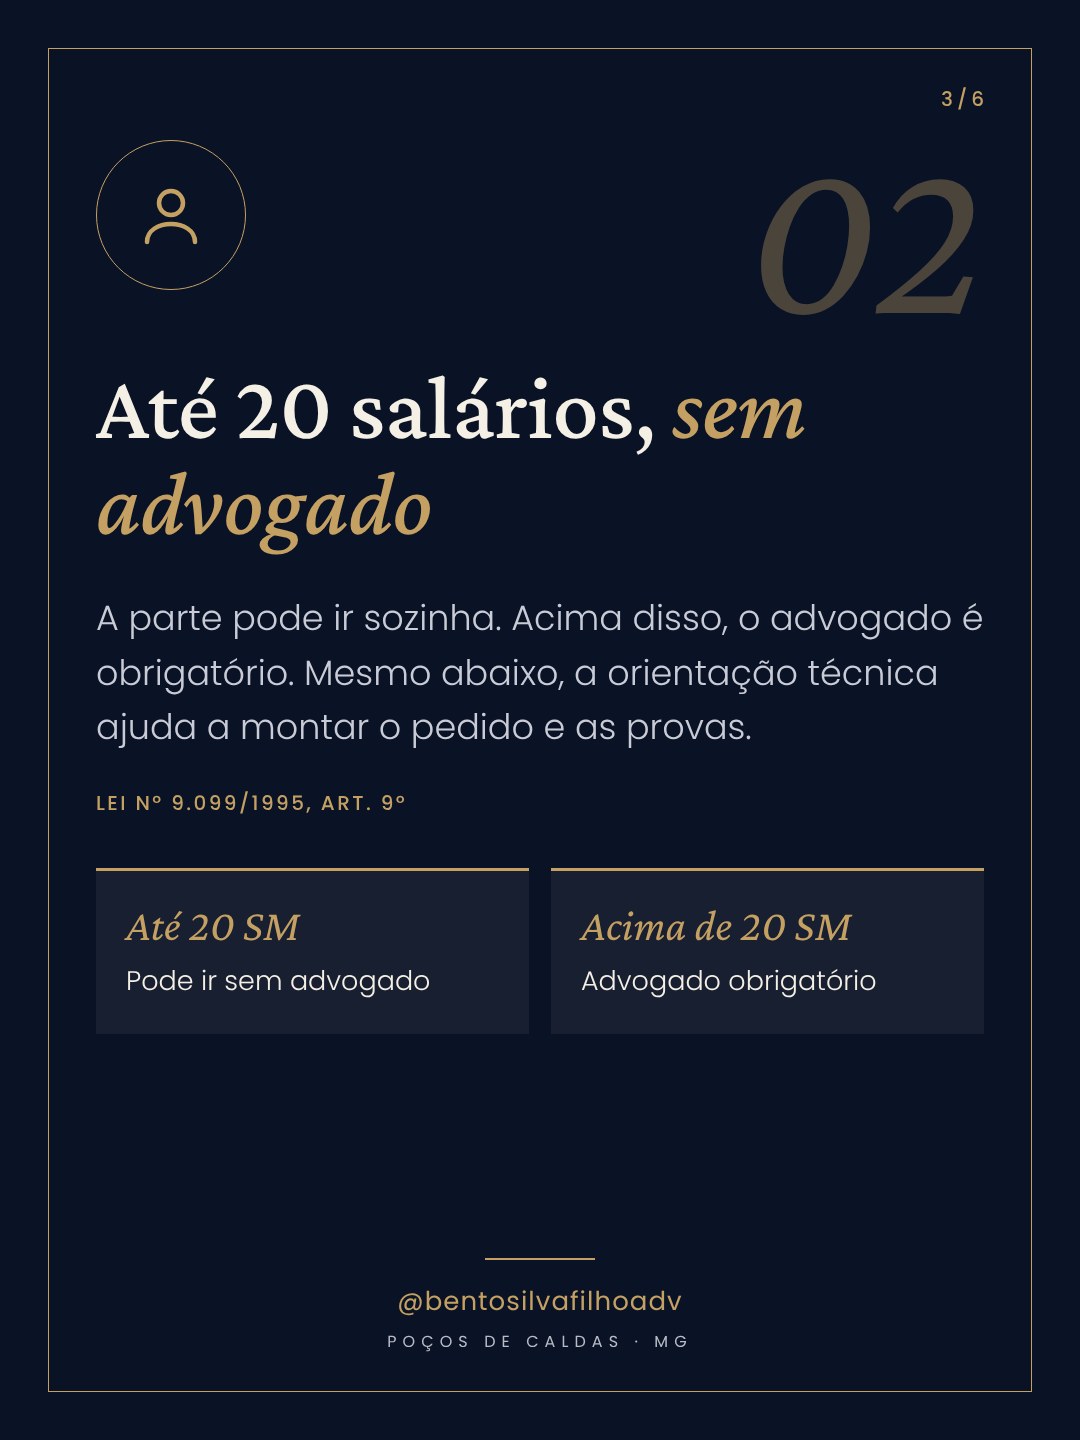 3 / 6
02
Até 20 salários, sem
advogado
A parte pode ir sozinha. Acima disso, o advogado é
obrigatório. Mesmo abaixo, a orientação técnica
ajuda a montar o pedido e as provas.
LEI Nº 9.099/1995, ART. 9º
Até 20 SM
Pode ir sem advogado
Acima de 20 SM
Advogado obrigatório
@bentosilvafilhoadv
POÇOS DE CALDAS · MG